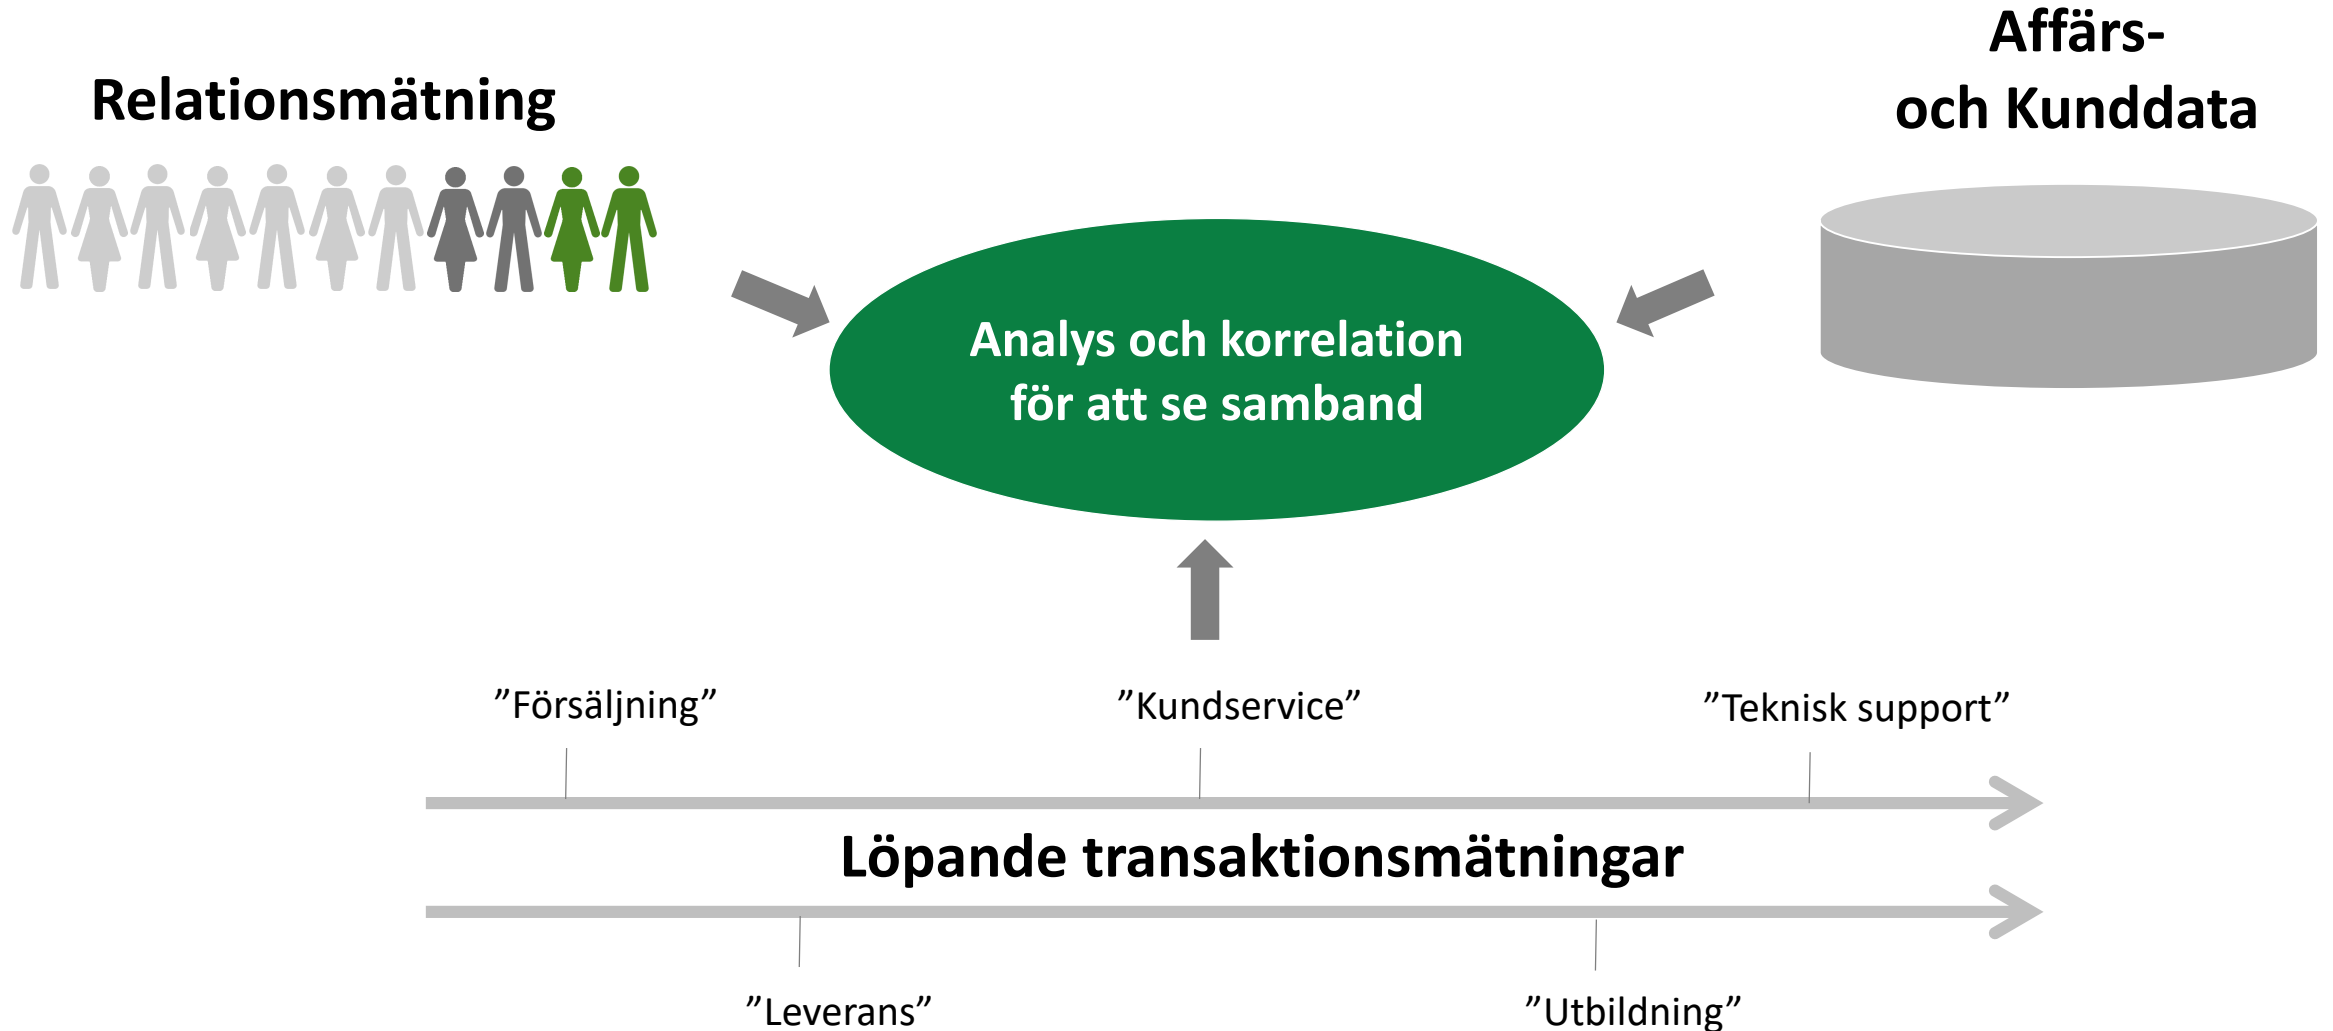 Relationsmätning
Affärs-
och Kunddata
Analys och korrelation
för att se samband
”Försäljning”
”Kundservice”
”Teknisk support”
Löpande transaktionsmätningar
”Leverans”
”Utbildning”